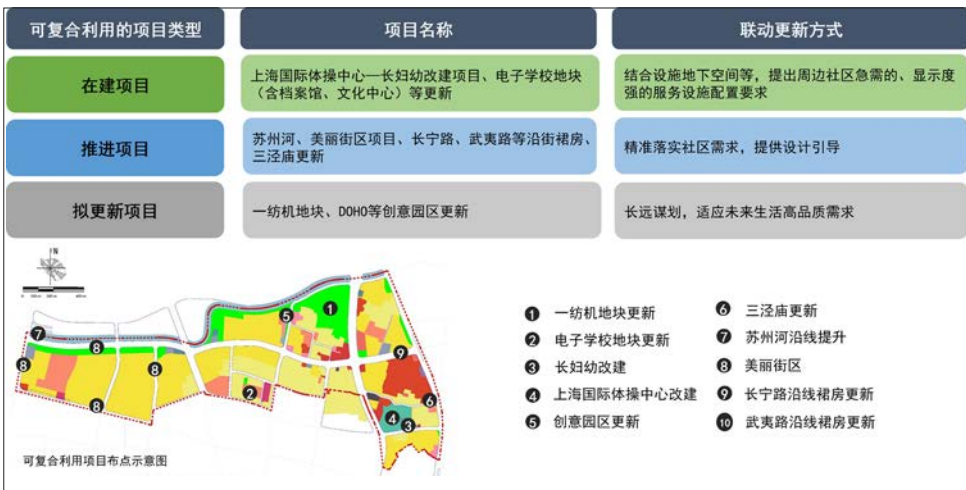 可复合利用的项目类型
项目名称
联动更新方式
在建项目
上海国际体操中心—长妇幼改建项目、电子学校地块
（含档案馆、文化中心）等更新
结合设施地下空间等，提出周边社区急需的、显示度
强的服务设施配置要求
推进项目
苏州河、美丽街区项目、长宁路、武夷路等沿街裙房、
三泾庙更新
精准落实社区需求，提供设计引导
拟更新项目
一纺机地块、DOHO等创意园区更新
长远谋划，适应未来生活高品质需求
N
1
5
7
8
8
8
8
9
2
6
4
3
可复合利用项目布点示意图
1 一纺机地块更新
2 电子学校地块更新
3 长妇幼改建
4 上海国际体操中心改建
5 创意园区更新
6 三泾庙更新
7 苏州河沿线提升
8 美丽街区
9 长宁路沿线裙房更新
10 武夷路沿线裙房更新